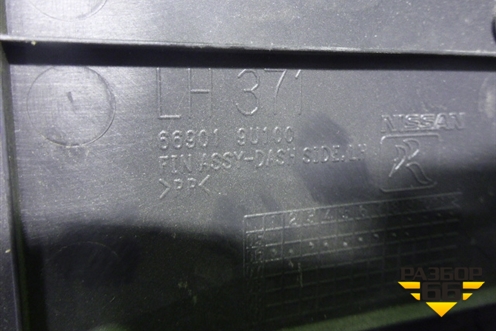 LH 371
66901 9U100
FIN ASSY-DASH SIDE, LH
>PP<
NISSAN
РАЗБОР
66